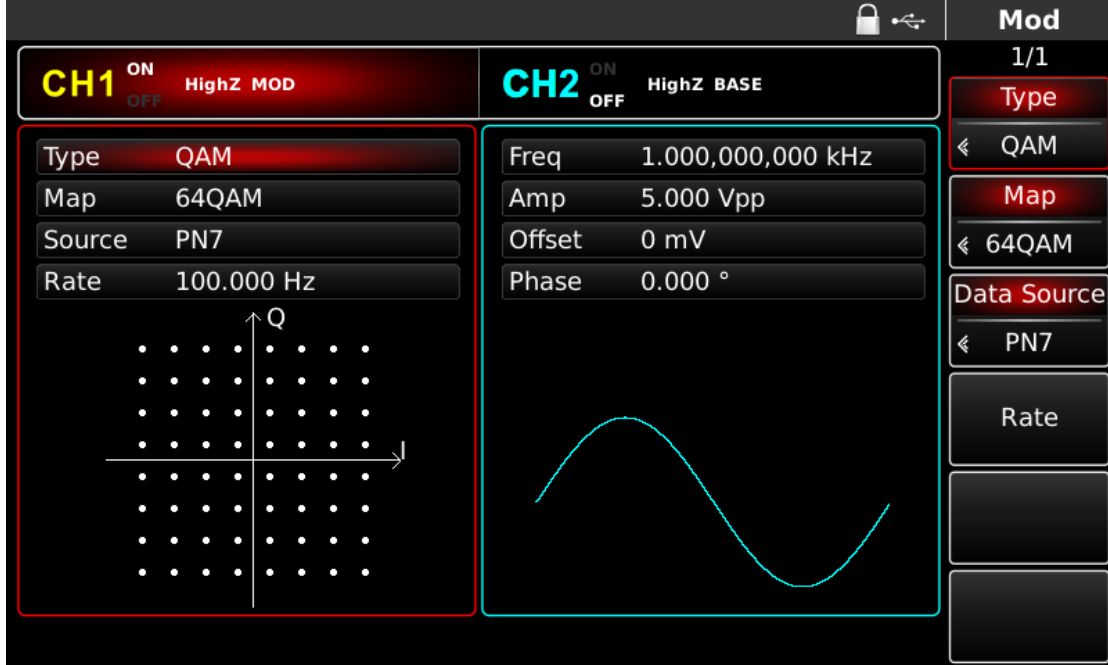 Mod
1/1
CH1 ON OFF HighZ MOD
CH2 ON OFF HighZ BASE
Type QAM
Map 64QAM
Source PN7
Rate 100.000 Hz
Q
I
Freq 1.000,000,000 kHz
Amp 5.000 Vpp
Offset 0 mV
Phase 0.000 °
Type
QAM
Map
64QAM
Data Source
PN7
Rate